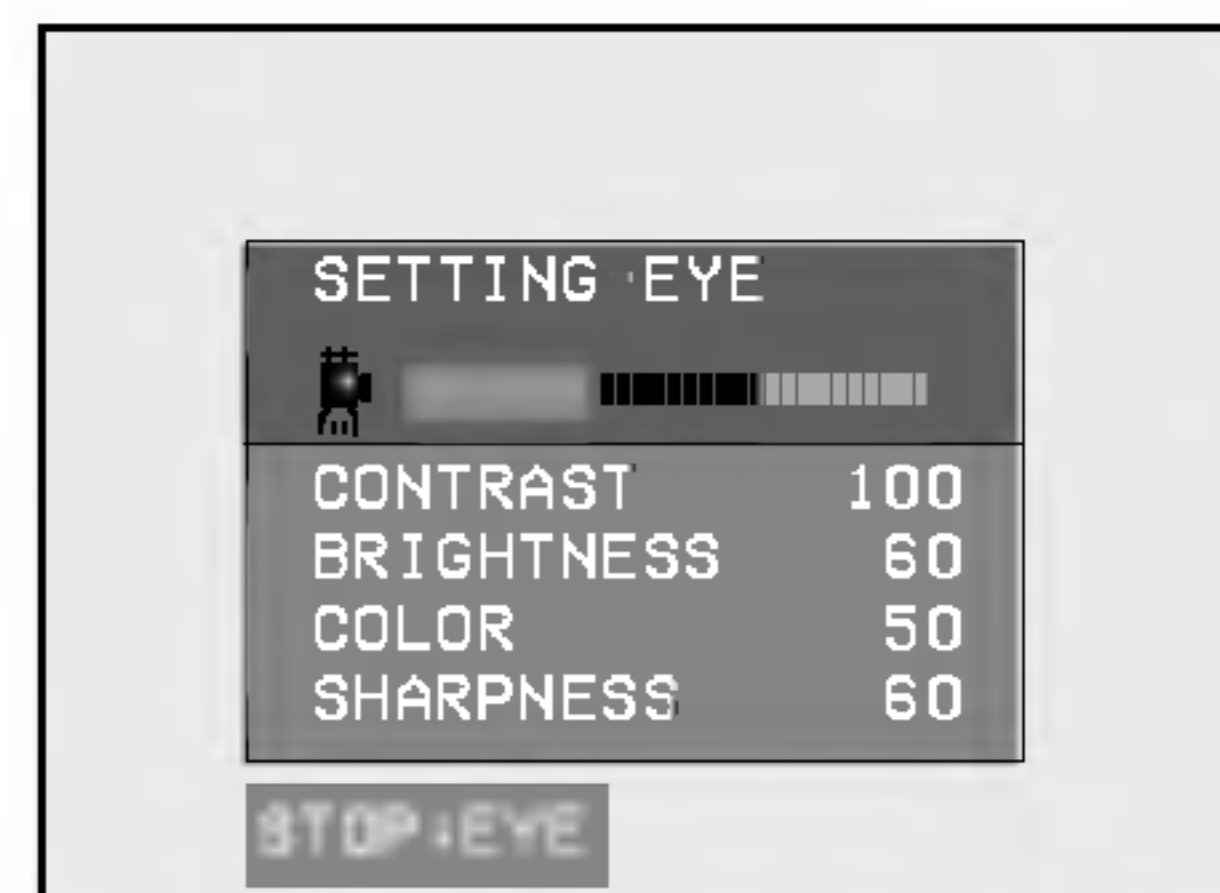 SETTING EYE
CONTRAST 100
BRIGHTNESS 60
COLOR 50
SHARPNESS 60
STOP EYE